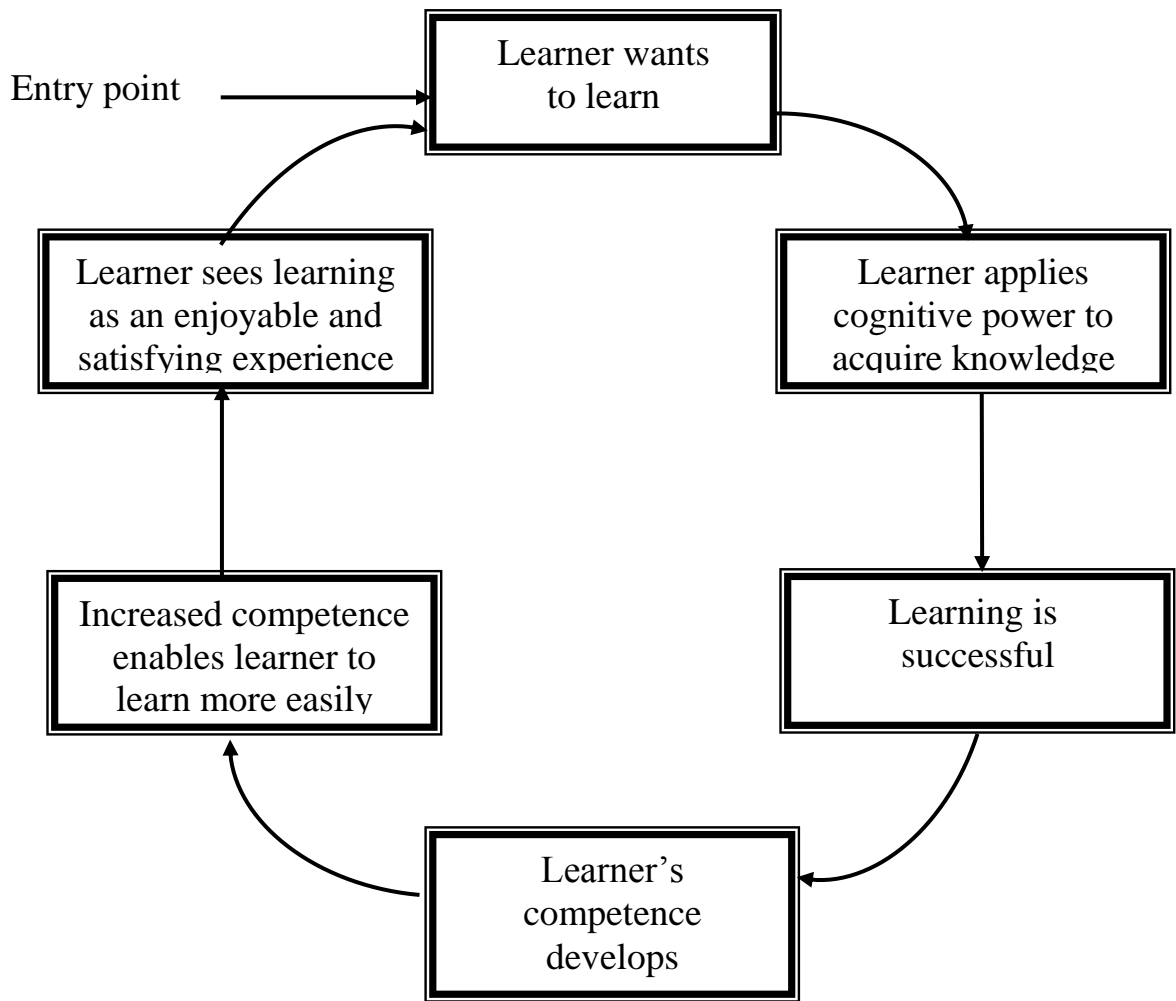 Learner wants
to learn
Entry point
Learner sees learning
as an enjoyable and
satisfying experience
Learner applies
cognitive power to
acquire knowledge
Increased competence
enables learner to
learn more easily
Learning is
successful
Learner’s
competence
develops